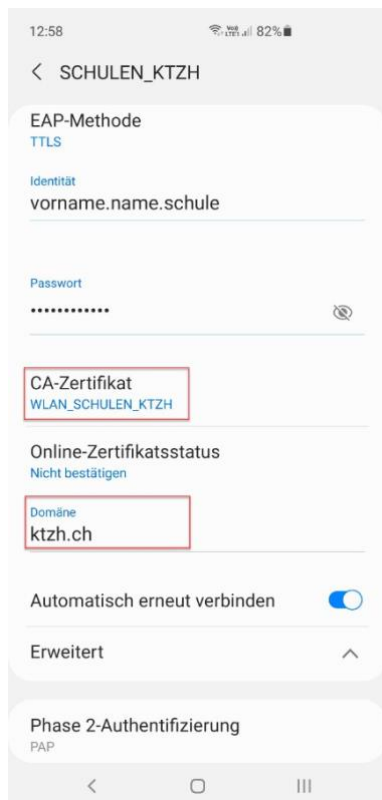 12:58
82%
SCHULEN_KTZH
EAP-Methode
TTLS
Identität
vorname.name.schule
Passwort
••••••••••••
CA-Zertifikat
WLAN_SCHULEN_KTZH
Online-Zertifikatsstatus
Nicht bestätigen
Domäne
ktzh.ch
Automatisch erneut verbinden
Erweitert
Phase 2-Authentifizierung
PAP